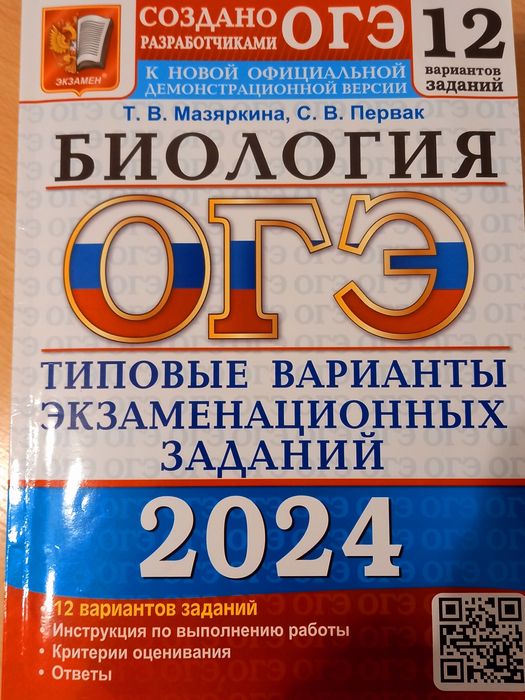 СОЗДАНО
РАЗРАБОТЧИКАМИ ОГЭ
12
вариантов
заданий
ЭКЗАМЕН
К НОВОЙ ОФИЦИАЛЬНОЙ
ДЕМОНСТРАЦИОННОЙ ВЕРСИИ
Т. В. Мазяркина, С. В. Первак
БИОЛОГИЯ
ОГЭ
ТИПОВЫЕ ВАРИАНТЫ
ЭКЗАМЕНАЦИОННЫХ
ЗАДАНИЙ
2024
• 12 вариантов заданий
• Инструкция по выполнению работы
• Критерии оценивания
• Ответы